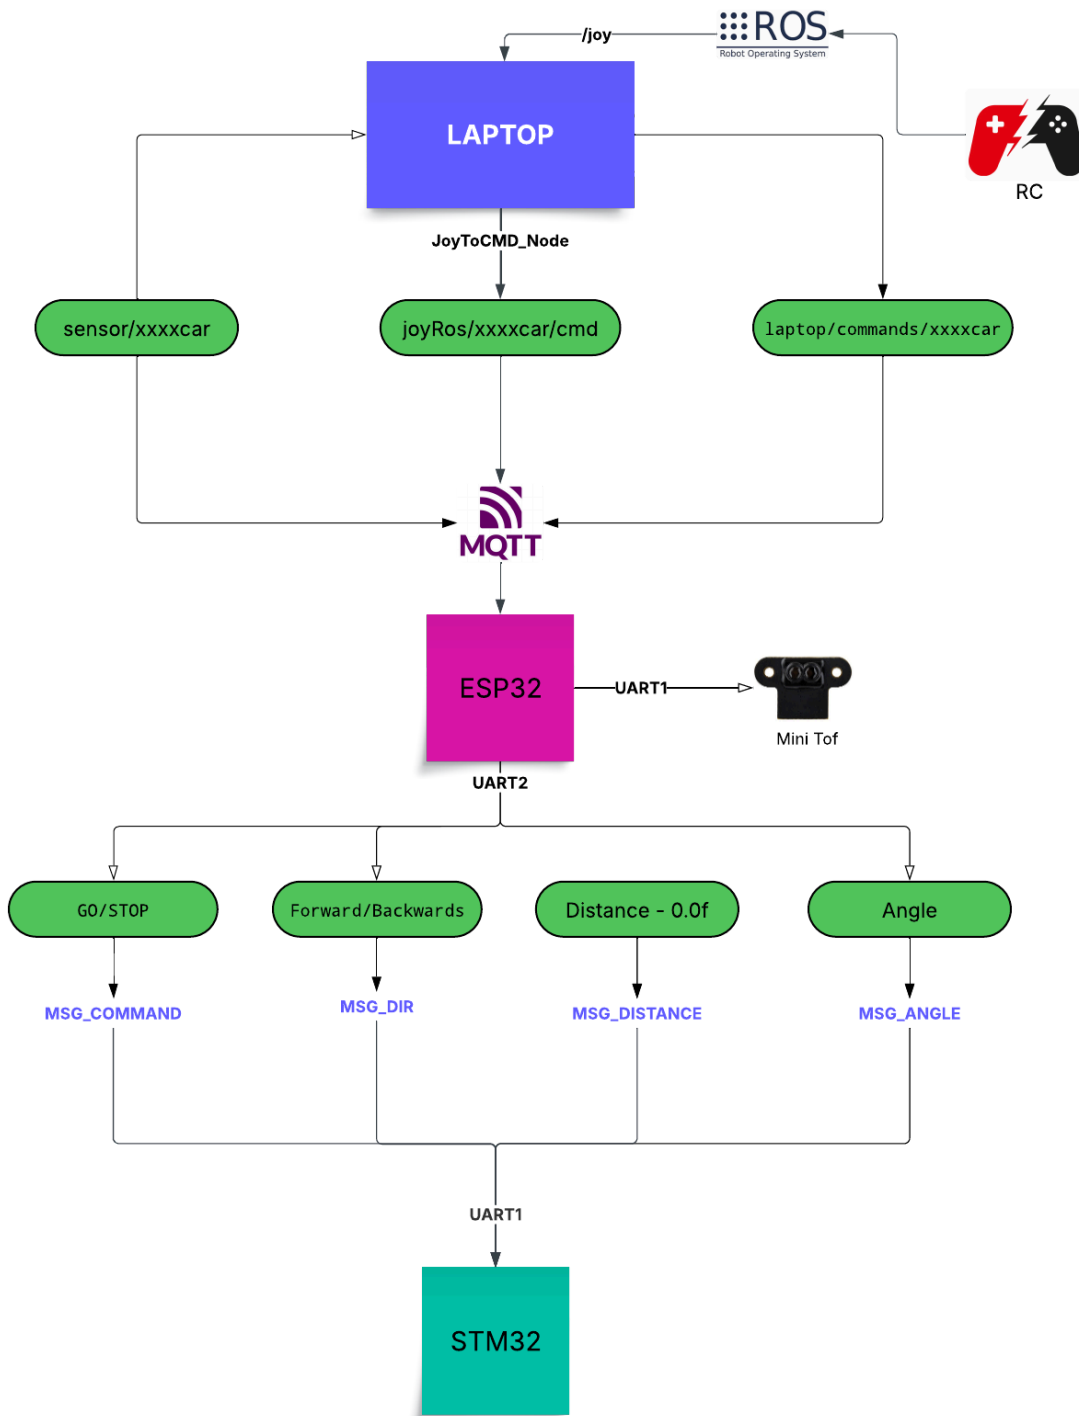 /joy
ROS
Robot Operating System
LAPTOP
RC
JoyToCMD_Node
sensor/xxxxcar
joyRos/xxxxcar/cmd
laptop/commands/xxxxcar
MQTT
ESP32
UART1
Mini Tof
UART2
GO/STOP
Forward/Backwards
Distance - 0.0f
Angle
MSG_COMMAND
MSG_DIR
MSG_DISTANCE
MSG_ANGLE
UART1
STM32